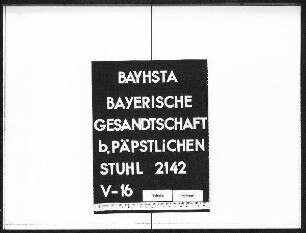 BAYHSTA
BAYERISCHE
GESANDTSCHAFT
b, PÄPSTLiCHEN
STUHL 2142
V-16